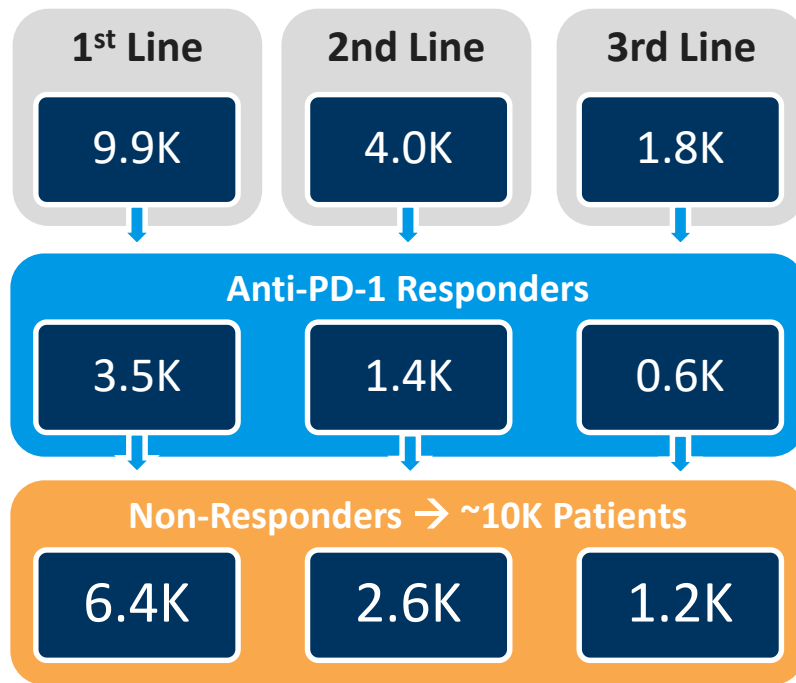 1st Line 2nd Line 3rd Line
9.9K 4.0K 1.8K
Anti-PD-1 Responders
3.5K 1.4K 0.6K
Non-Responders → ~10K Patients
6.4K 2.6K 1.2K